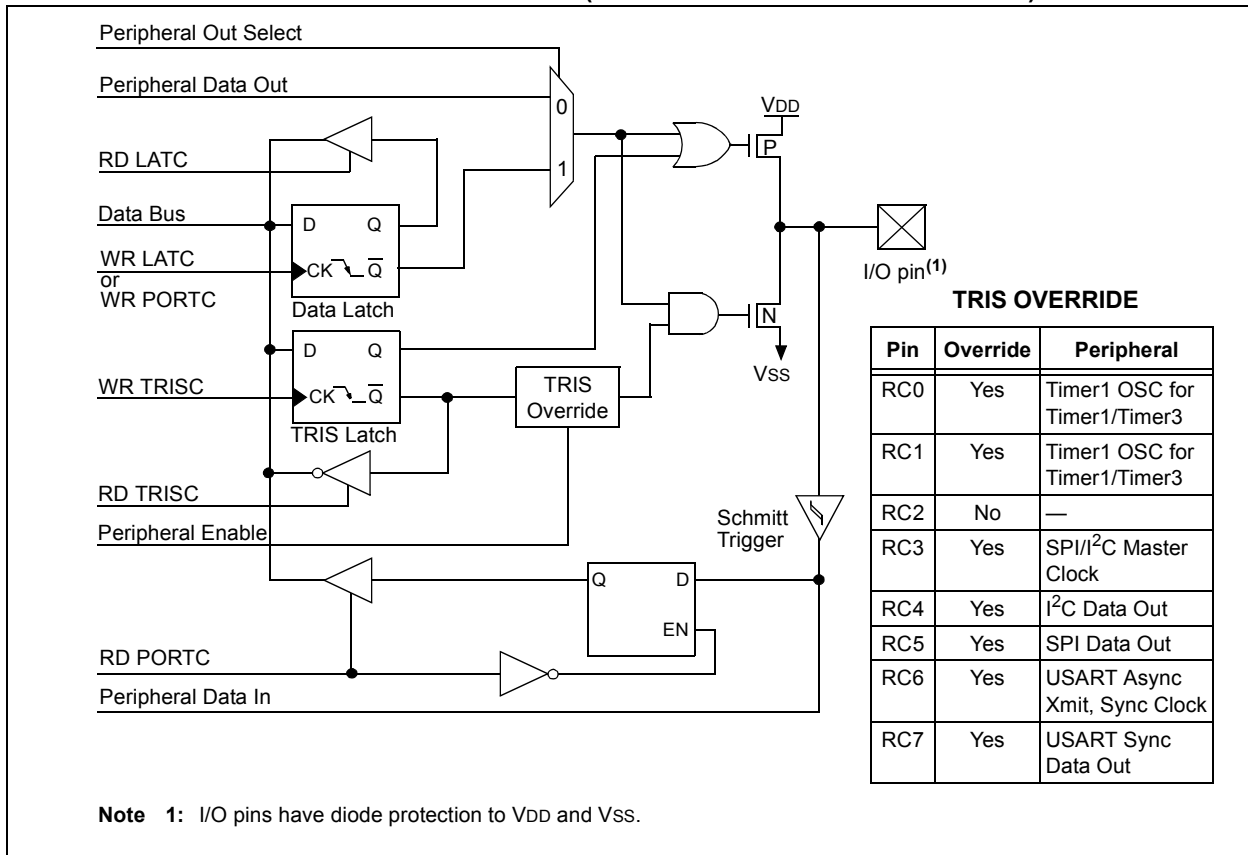 Peripheral Out Select
Peripheral Data Out
0
VDD
P
RD LATC
1
Data Bus
D Q
WR LATC
or
WR PORTC
CK Q̅
Data Latch
I/O pin(1)
N
VSS
D Q
WR TRISC
CK Q̅
TRIS Latch
TRIS
Override
RD TRISC
Peripheral Enable
Schmitt
Trigger
Q D
EN
RD PORTC
Peripheral Data In
TRIS OVERRIDE
Pin Override Peripheral
RC0 Yes Timer1 OSC for
Timer1/Timer3
RC1 Yes Timer1 OSC for
Timer1/Timer3
RC2 No —
RC3 Yes SPI/I²C Master
Clock
RC4 Yes I²C Data Out
RC5 Yes SPI Data Out
RC6 Yes USART Async
Xmit, Sync Clock
RC7 Yes USART Sync
Data Out
Note 1: I/O pins have diode protection to VDD and VSS.